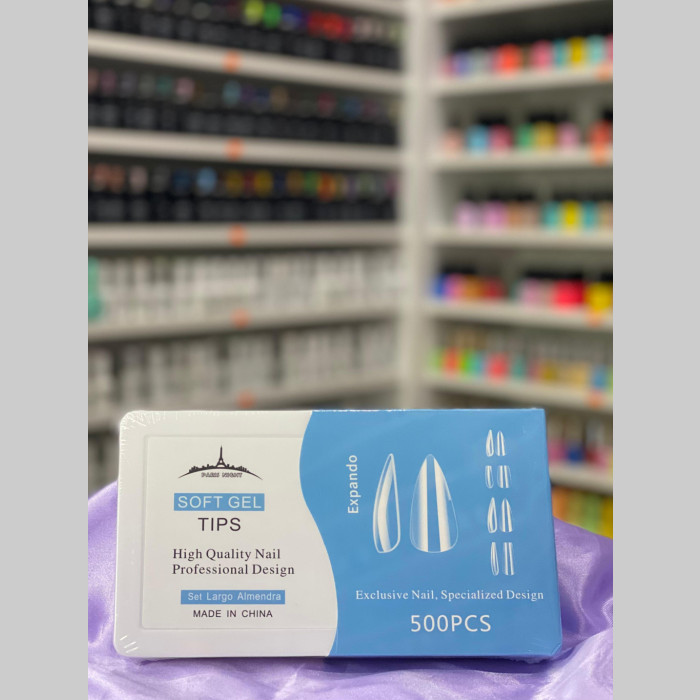 PARIS NIGHT
SOFT GEL
TIPS
High Quality Nail
Professional Design
Set Largo Almendra
MADE IN CHINA
Expando
Exclusive Nail, Specialized Design
500PCS